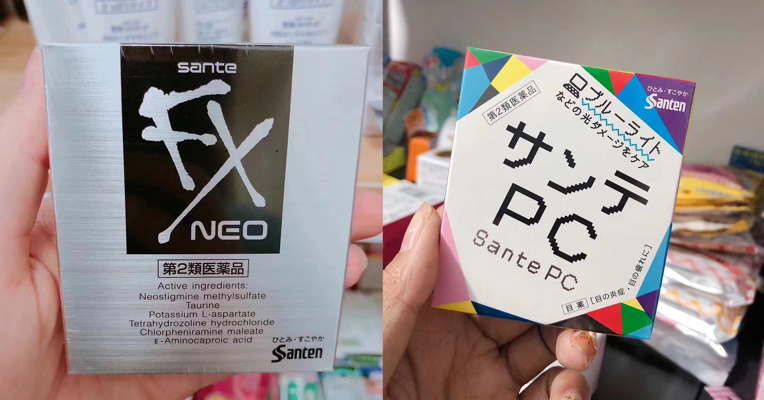 sante
FX
NEO
第2類医薬品
Active ingredients:
Neostigmine methylsulfate
Taurine
Potassium L-aspartate
Tetrahydrozoline hydrochloride
Chlorpheniramine maleate
ε-Aminocaproic acid
ひとみ・すこやか
Santen
ひとみ・すこやか
Santen
第2類医薬品
ブルーライト
などの光ダメージをケア
サンテ
PC
Sante PC
目薬 [目の炎症・目の疲れに]